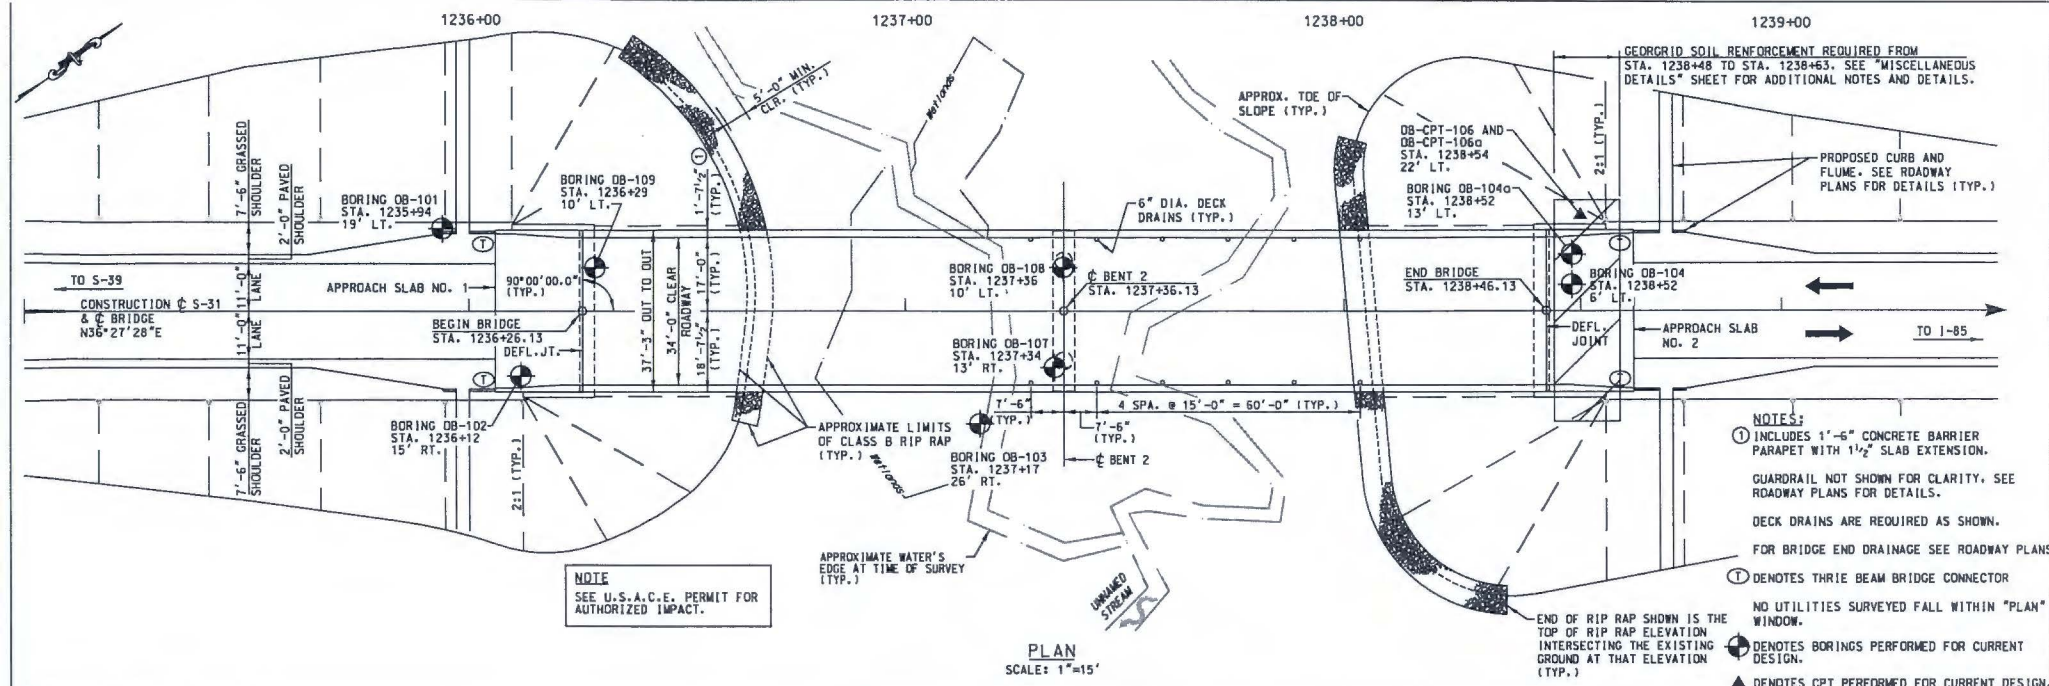 1236+00
1237+00
1238+00
1239+00
GEORGRID SOIL REINFORCEMENT REQUIRED FROM
STA. 1238+48 TO STA. 1238+63. SEE "MISCELLANEOUS
DETAILS" SHEET FOR ADDITIONAL NOTES AND DETAILS.
5'-0" MIN.
CLR. (TYP.)
Wetlands
APPROX. TOE OF
SLOPE (TYP.)
OB-CPT-106 AND
OB-CPT-106a
STA. 1238+54
22' LT.
2:1 (TYP.)
PROPOSED CURB AND
FLUME. SEE ROADWAY
PLANS FOR DETAILS (TYP.)
7'-6" GRASSED
SHOULDER
2'-0" PAVED
SHOULDER
BORING OB-101
STA. 1235+94
19' LT.
BORING OB-109
STA. 1236+29
10' LT.
1'-7 1/2" ①
(TYP.)
6" DIA. DECK
DRAINS (TYP.)
BORING OB-104a
STA. 1238+52
13' LT.
T
T
TO S-39
11'-0"
LANE
APPROACH SLAB NO. 1
90°00'00.0"
(TYP.)
37'-3" OUT TO OUT
34'-0" CLEAR
ROADWAY
17'-0"
(TYP.)
BORING OB-108
STA. 1237+36
10' LT.
℄ BENT 2
STA. 1237+36.13
END BRIDGE
STA. 1238+46.13
BORING OB-104
STA. 1238+52
6' LT.
CONSTRUCTION ℄ S-31
& ℄ BRIDGE
N36°27'28"E
11'-0"
LANE
BEGIN BRIDGE
STA. 1236+26.13
DEFL. JT.
18'-7 1/2"
(TYP.)
BORING OB-107
STA. 1237+34
13' RT.
DEFL.
JOINT
APPROACH SLAB
NO. 2
TO I-85
T
T
7'-6" GRASSED
SHOULDER
2'-0" PAVED
SHOULDER
BORING OB-102
STA. 1236+12
15' RT.
2:1 (TYP.)
APPROXIMATE LIMITS
OF CLASS B RIP RAP
(TYP.)
Wetlands
7'-6"
(TYP.)
4 SPA. @ 15'-0" = 60'-0" (TYP.)
7'-6"
(TYP.)
℄ BENT 2
BORING OB-103
STA. 1237+17
26' RT.
APPROXIMATE WATER'S
EDGE AT TIME OF SURVEY
(TYP.)
UNNAMED
STREAM
NOTE
SEE U.S.A.C.E. PERMIT FOR
AUTHORIZED IMPACT.
PLAN
SCALE: 1"=15'
END OF RIP RAP SHOWN IS THE
TOP OF RIP RAP ELEVATION
INTERSECTING THE EXISTING
GROUND AT THAT ELEVATION
(TYP.)
NOTES:
① INCLUDES 1'-6" CONCRETE BARRIER
PARAPET WITH 1 1/2" SLAB EXTENSION.
GUARDRAIL NOT SHOWN FOR CLARITY. SEE
ROADWAY PLANS FOR DETAILS.
DECK DRAINS ARE REQUIRED AS SHOWN.
FOR BRIDGE END DRAINAGE SEE ROADWAY PLANS
T DENOTES THRIE BEAM BRIDGE CONNECTOR
NO UTILITIES SURVEYED FALL WITHIN "PLAN"
WINDOW.
DENOTES BORINGS PERFORMED FOR CURRENT
DESIGN.
DENOTES CPT PERFORMED FOR CURRENT DESIGN.